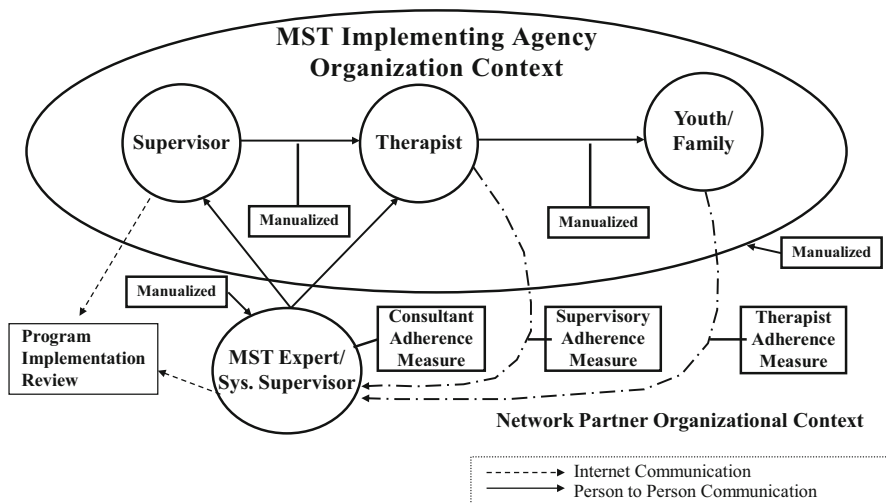 MST Implementing Agency
Organization Context
Supervisor
Therapist
Youth/
Family
Manualized
Manualized
Manualized
Manualized
Program
Implementation
Review
MST Expert/
Sys. Supervisor
Consultant
Adherence
Measure
Supervisory
Adherence
Measure
Therapist
Adherence
Measure
Network Partner Organizational Context
Internet Communication
Person to Person Communication